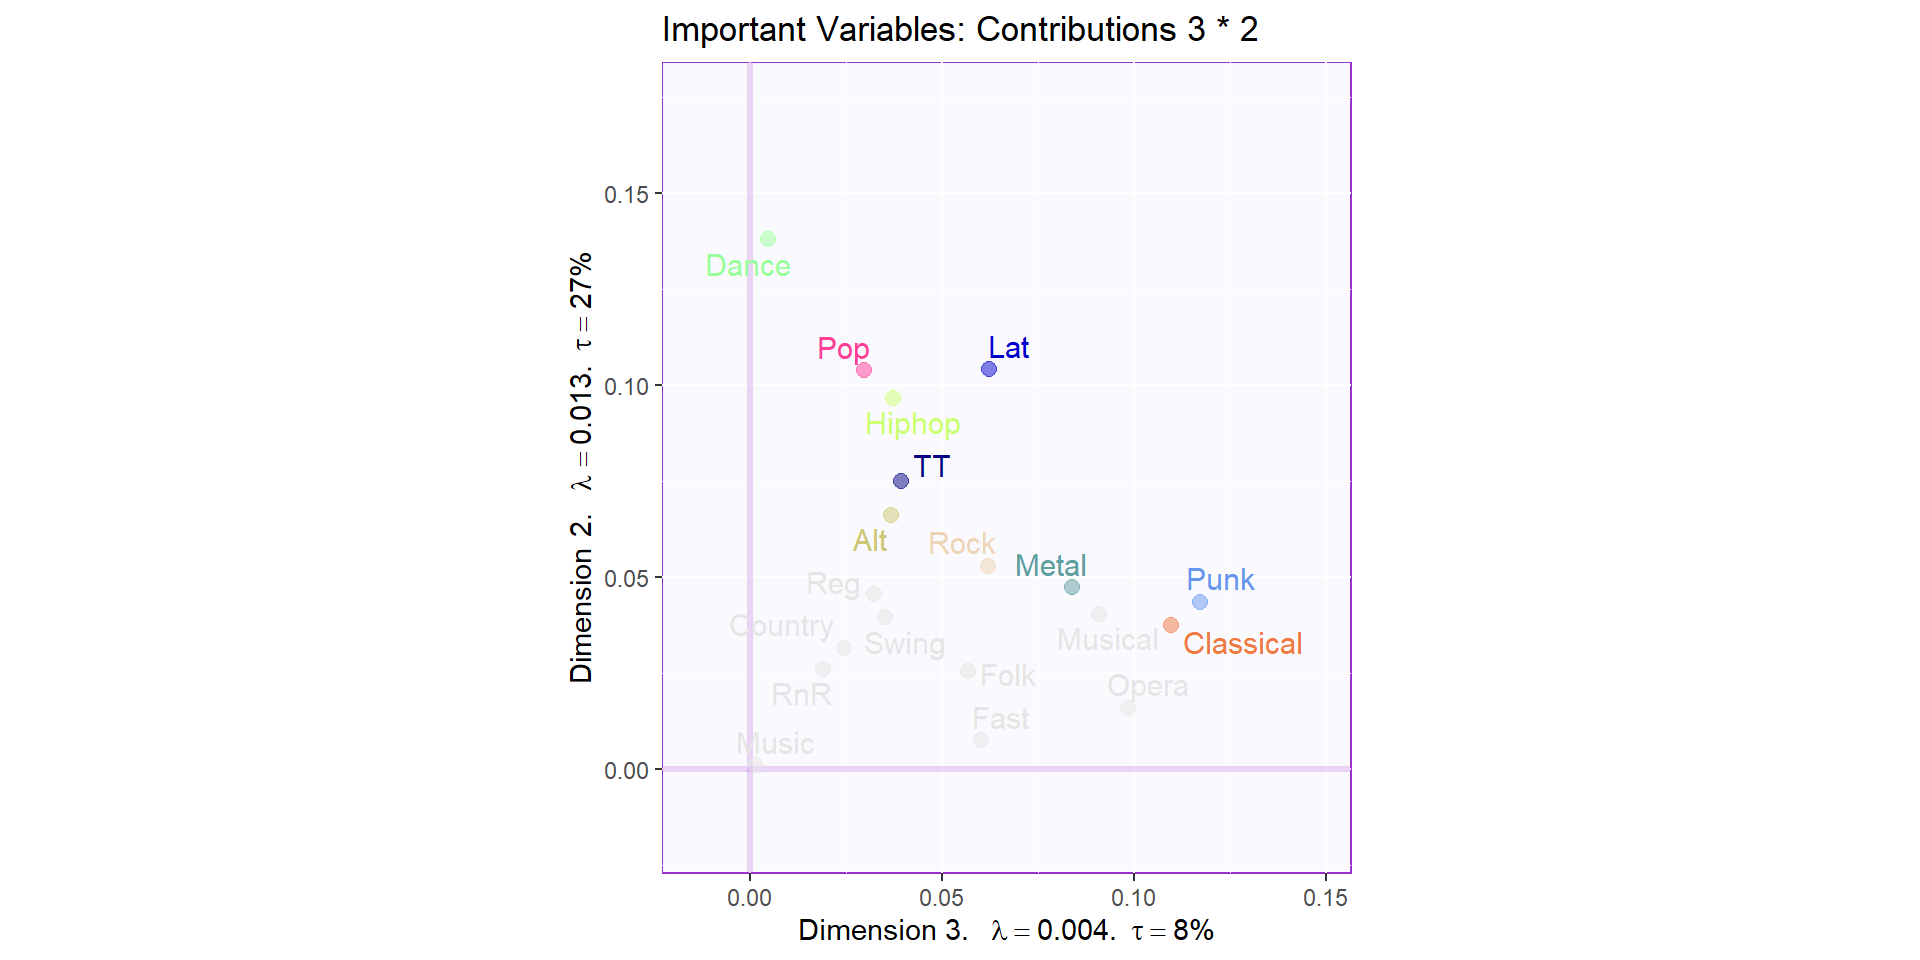 Important Variables: Contributions 3 * 2
Dimension 2.  λ = 0.013.  τ = 27%
0.15
0.10
0.05
0.00
Dance
Pop
Lat
Hiphop
TT
Alt
Rock
Metal
Punk
Reg
Country
Swing
Musical
Classical
Folk
Opera
RnR
Fast
Music
0.00
0.05
0.10
0.15
Dimension 3.  λ = 0.004.  τ = 8%